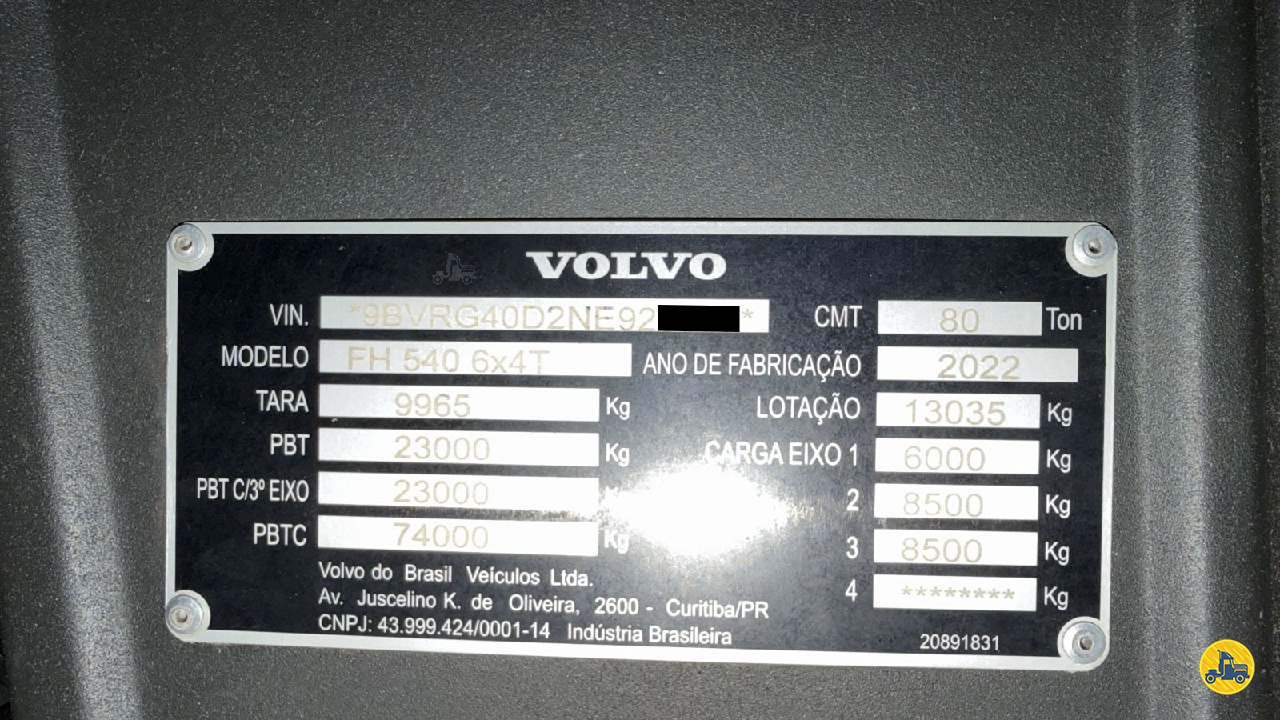 VOLVO
VIN. *9BVRG40D2NE92 * CMT 80 Ton
MODELO FH 540 6x4T ANO DE FABRICAÇÃO 2022
TARA 9965 Kg LOTAÇÃO 13035 Kg
PBT 23000 Kg CARGA EIXO 1 6000 Kg
PBT C/3º EIXO 23000 Kg 2 8500 Kg
PBTC 74000 Kg 3 8500 Kg
4 ******** Kg
Volvo do Brasil Veículos Ltda.
Av. Juscelino K. de Oliveira, 2600 - Curitiba/PR
CNPJ: 43.999.424/0001-14 Indústria Brasileira
20891831